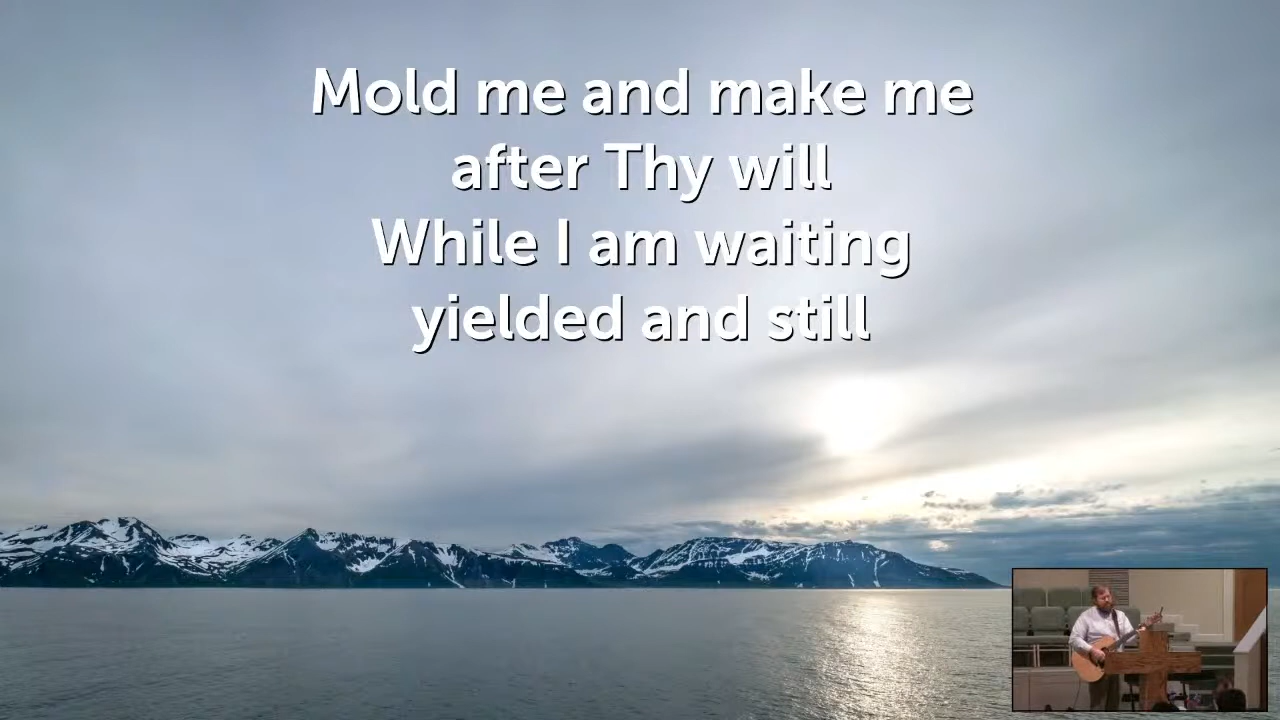 Mold me and make me
after Thy will
While I am waiting
yielded and still